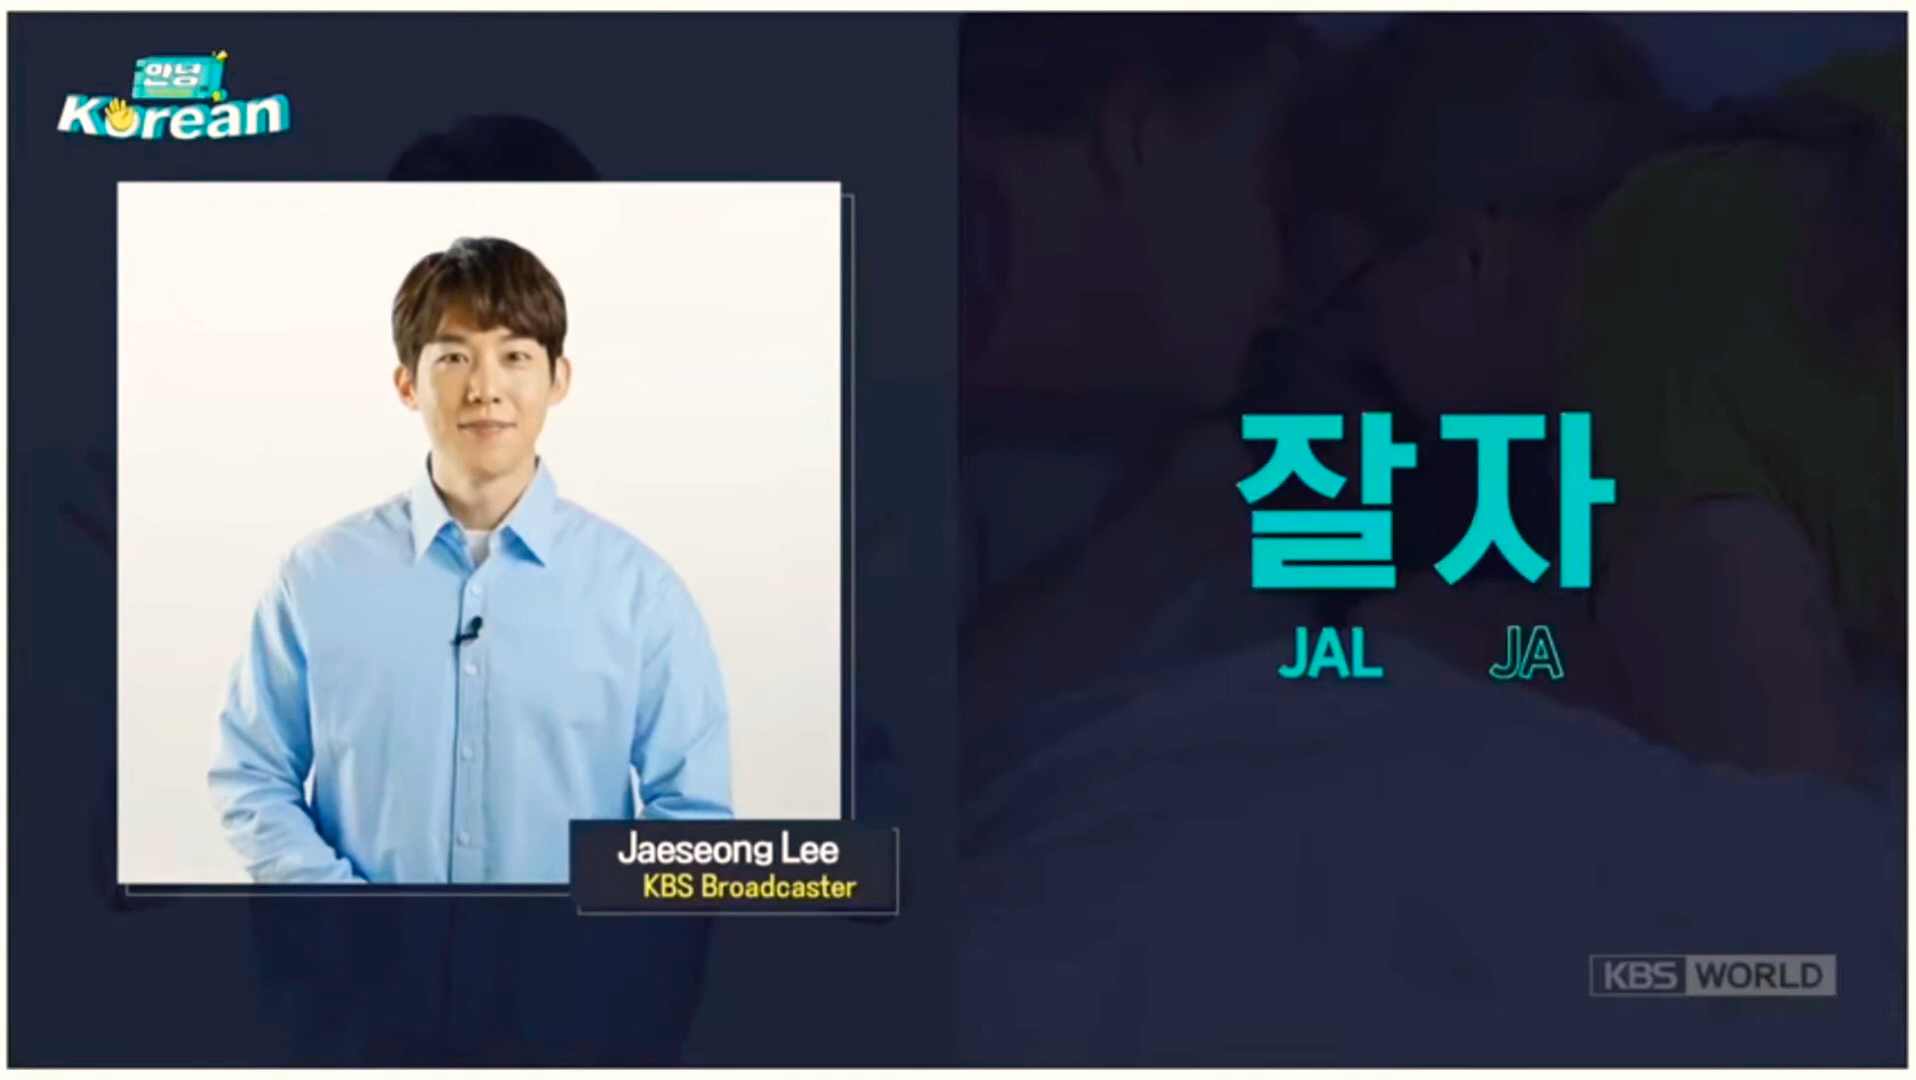 안녕
Korean
잘자
JAL JA
Jaeseong Lee
KBS Broadcaster
KBS WORLD